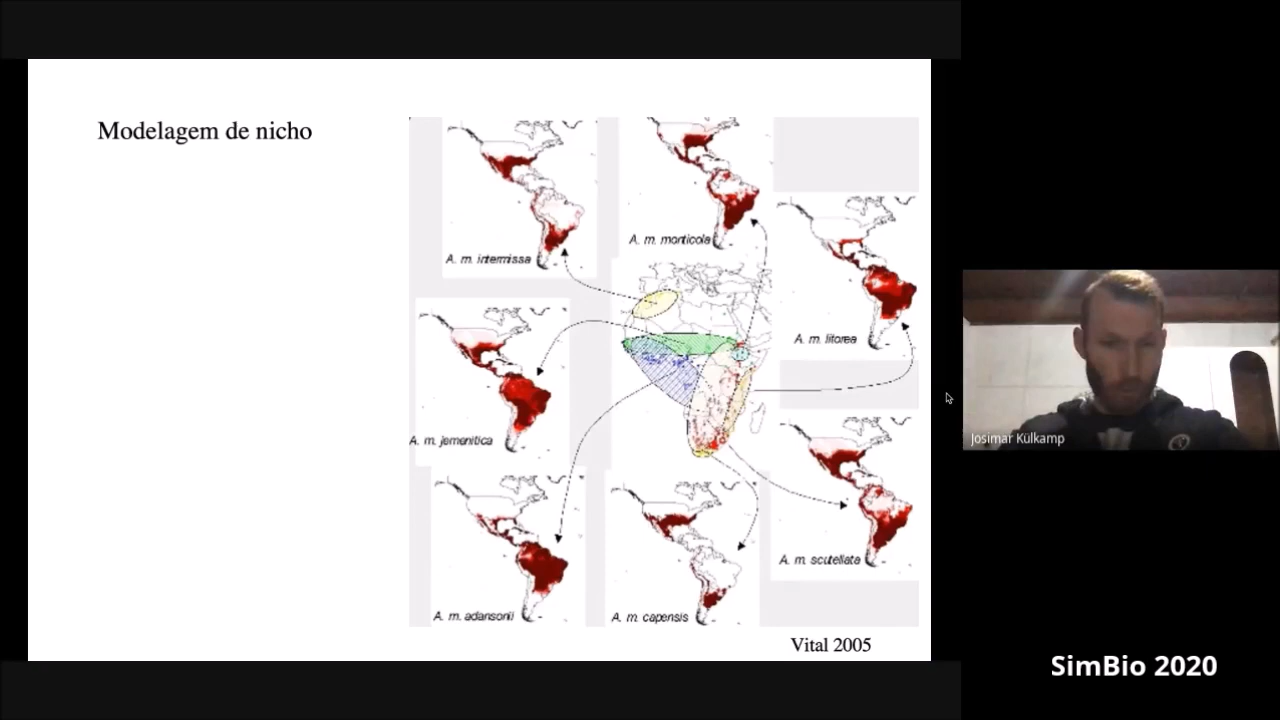 Modelagem de nicho
A. m. intermissa
A. m. monticola
A. m. litorea
A. m. jemenitica
A. m. scutellata
A. m. adansonii
A. m. capensis
Vital 2005
Josimar Külkamp
SimBio 2020